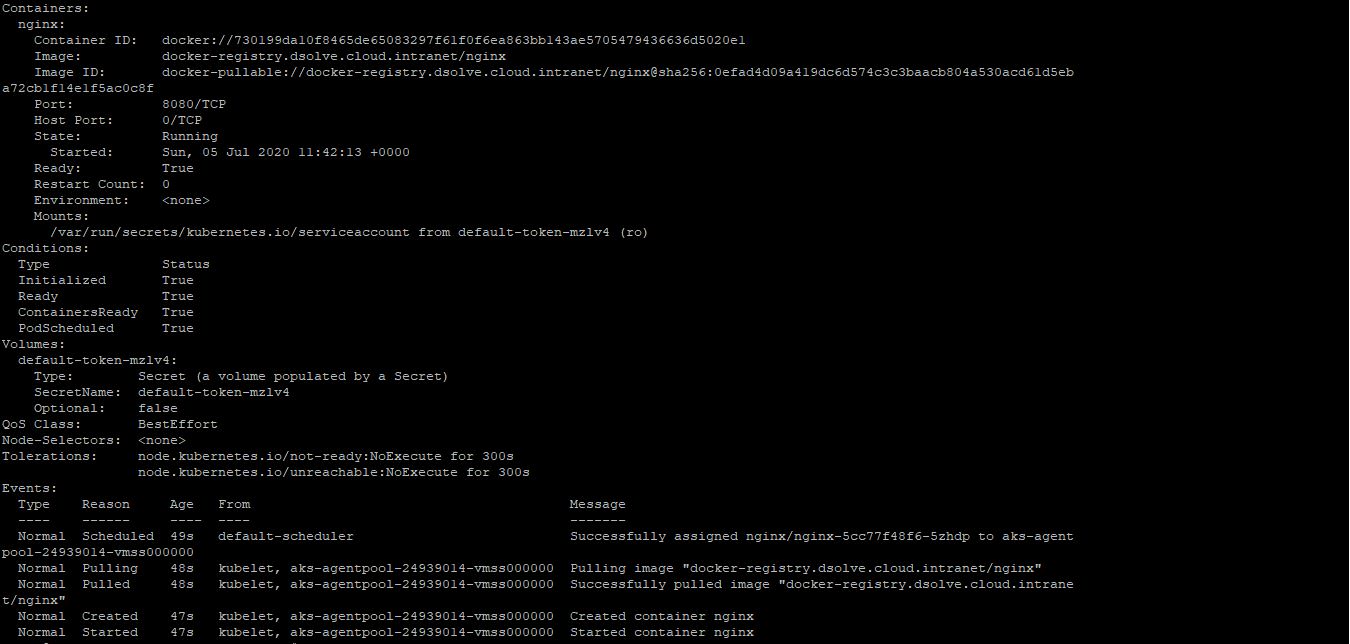 Containers:
  nginx:
    Container ID:   docker://730199da10f8465de65083297f61f0f6ea863bb143ae5705479436636d5020e1
    Image:          docker-registry.dsolve.cloud.intranet/nginx
    Image ID:       docker-pullable://docker-registry.dsolve.cloud.intranet/nginx@sha256:0efad4d09a419dc6d574c3c3baacb804a530acd61d5eb
a72cb1f14e1f5ac0c8f
    Port:           8080/TCP
    Host Port:      0/TCP
    State:          Running
      Started:      Sun, 05 Jul 2020 11:42:13 +0000
    Ready:          True
    Restart Count:  0
    Environment:    <none>
    Mounts:
      /var/run/secrets/kubernetes.io/serviceaccount from default-token-mzlv4 (ro)
Conditions:
  Type              Status
  Initialized       True
  Ready             True
  ContainersReady   True
  PodScheduled      True
Volumes:
  default-token-mzlv4:
    Type:        Secret (a volume populated by a Secret)
    SecretName:  default-token-mzlv4
    Optional:    false
QoS Class:       BestEffort
Node-Selectors:  <none>
Tolerations:     node.kubernetes.io/not-ready:NoExecute for 300s
                 node.kubernetes.io/unreachable:NoExecute for 300s
Events:
  Type    Reason     Age   From                                        Message
  ----    ------     ----  ----                                        -------
  Normal  Scheduled  49s   default-scheduler                           Successfully assigned nginx/nginx-5cc77f48f6-5zhdp to aks-agent
pool-24939014-vmss000000
  Normal  Pulling    48s   kubelet, aks-agentpool-24939014-vmss000000  Pulling image "docker-registry.dsolve.cloud.intranet/nginx"
  Normal  Pulled     48s   kubelet, aks-agentpool-24939014-vmss000000  Successfully pulled image "docker-registry.dsolve.cloud.intrane
t/nginx"
  Normal  Created    47s   kubelet, aks-agentpool-24939014-vmss000000  Created container nginx
  Normal  Started    47s   kubelet, aks-agentpool-24939014-vmss000000  Started container nginx